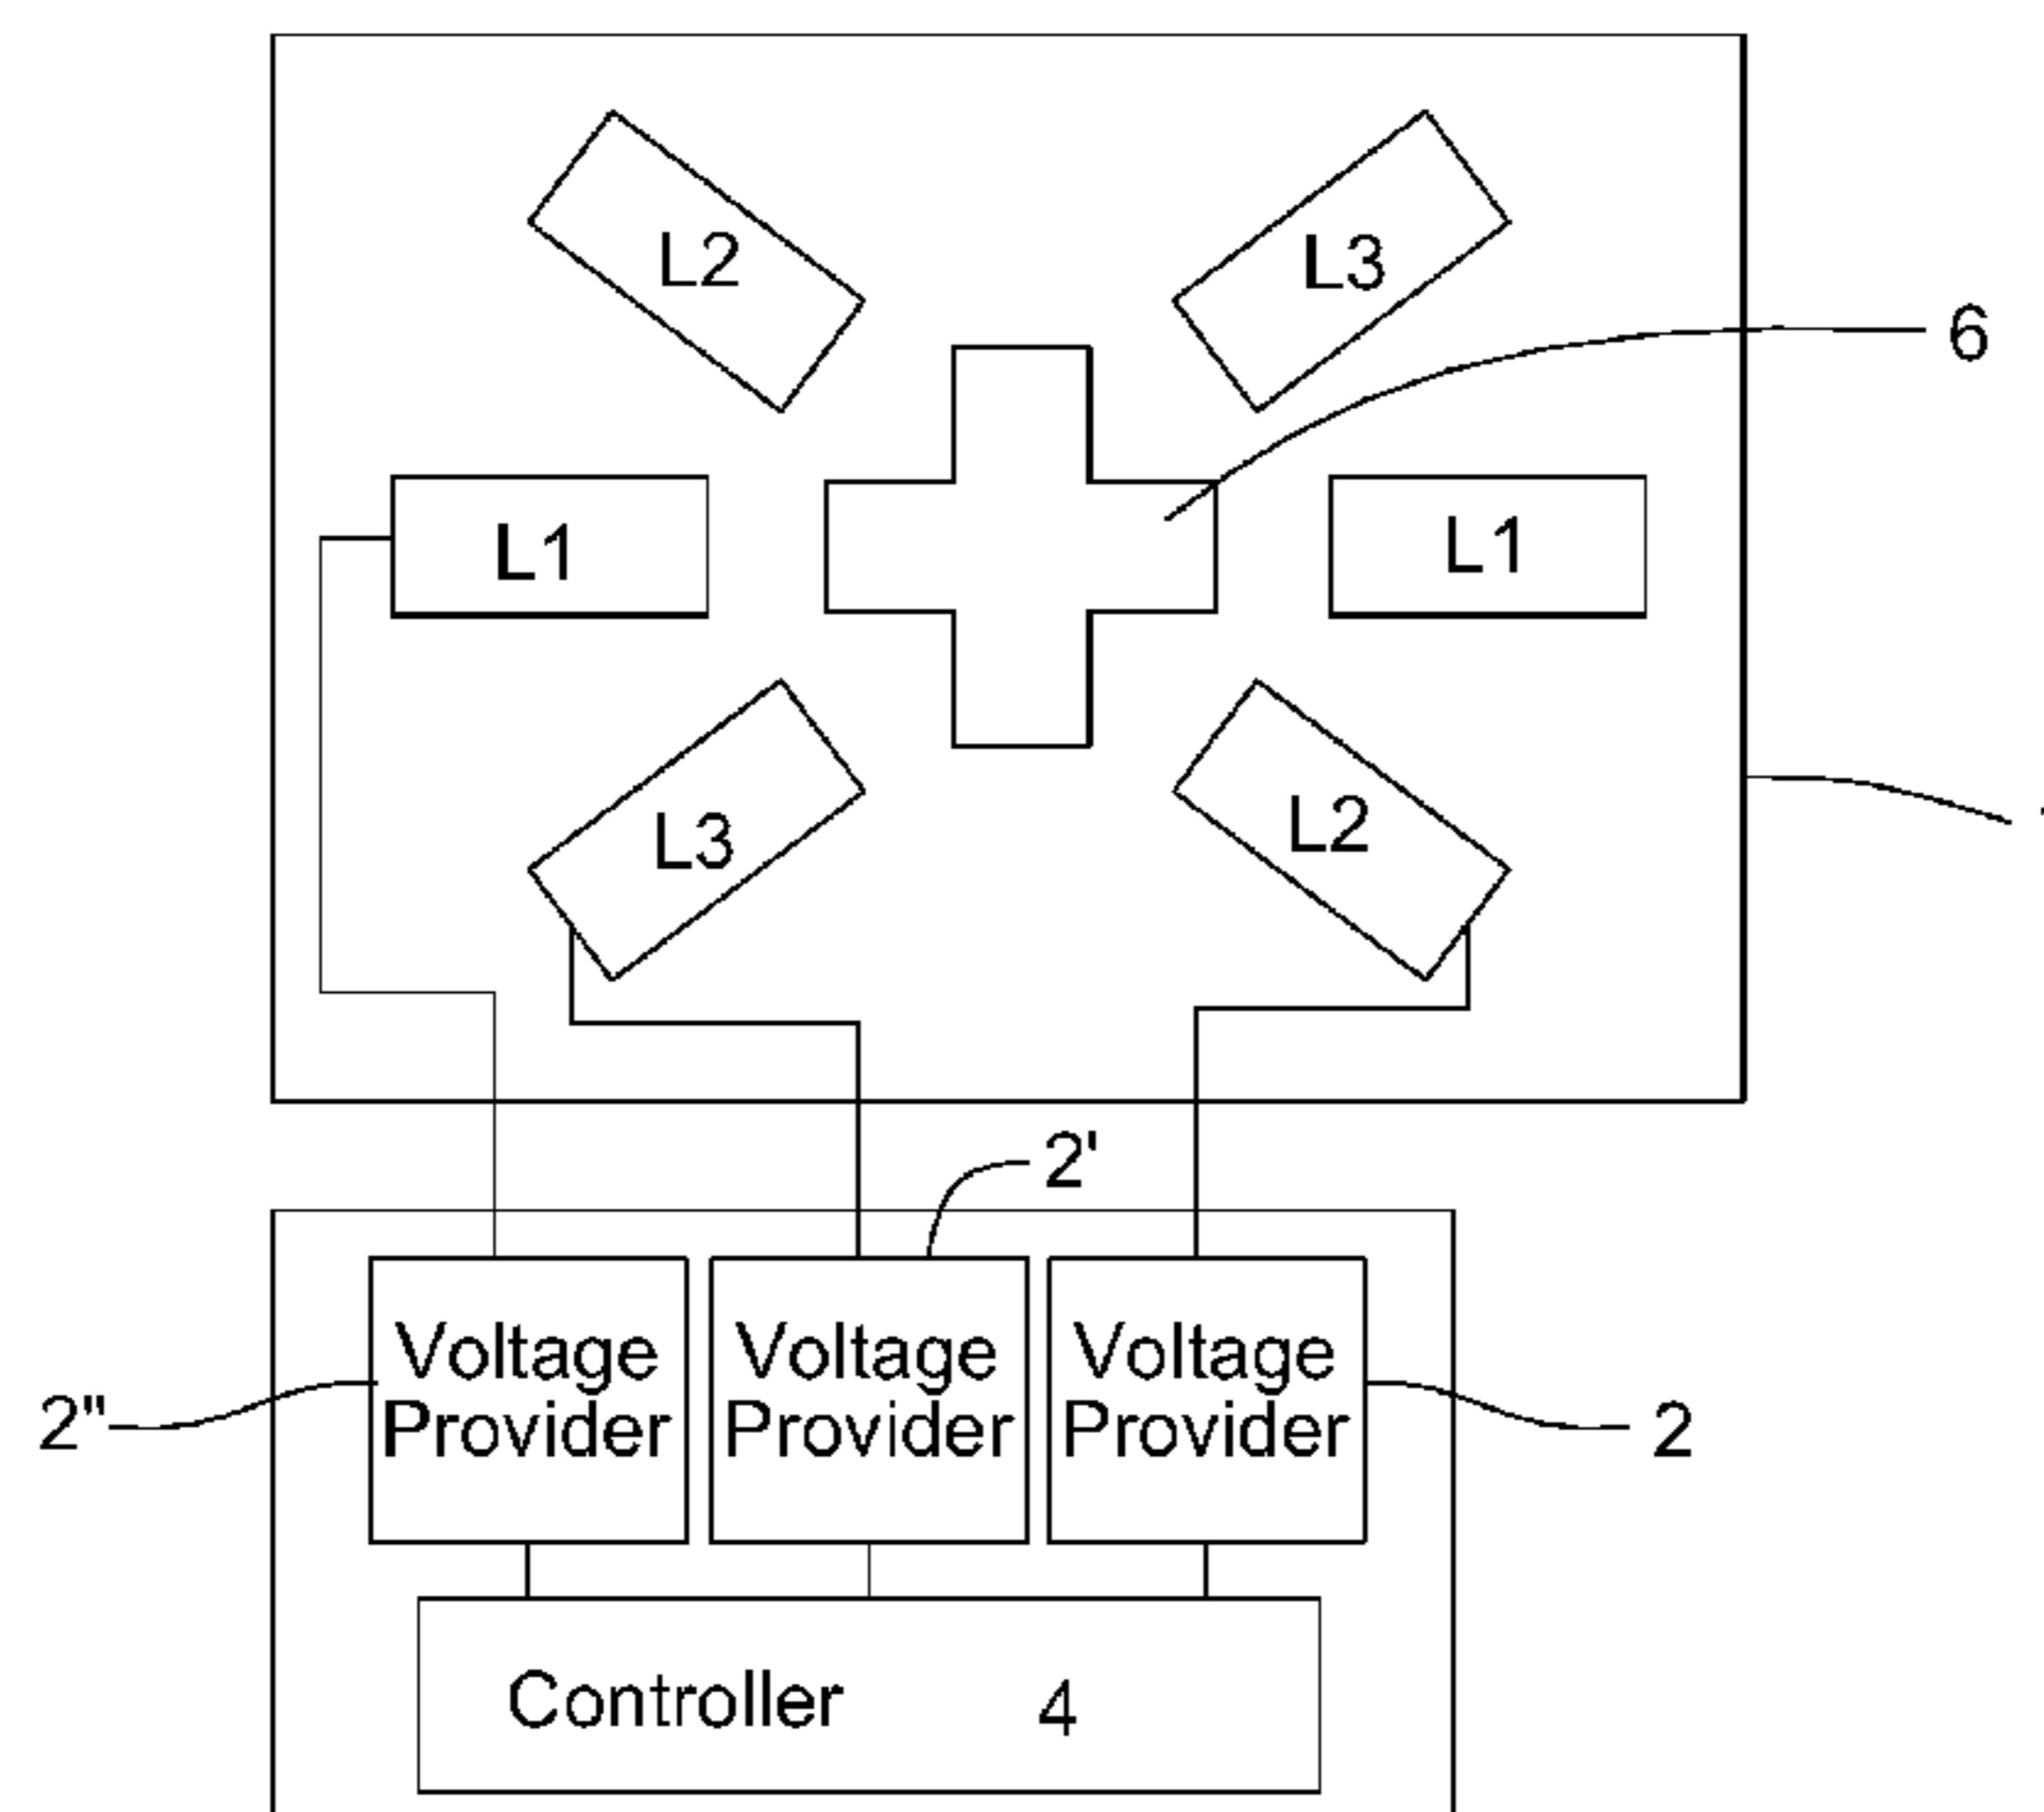 L2
L3
6
L1
L1
L3
L2
2'
Voltage
Provider
Voltage
Provider
Voltage
Provider
2"
2
Controller 4